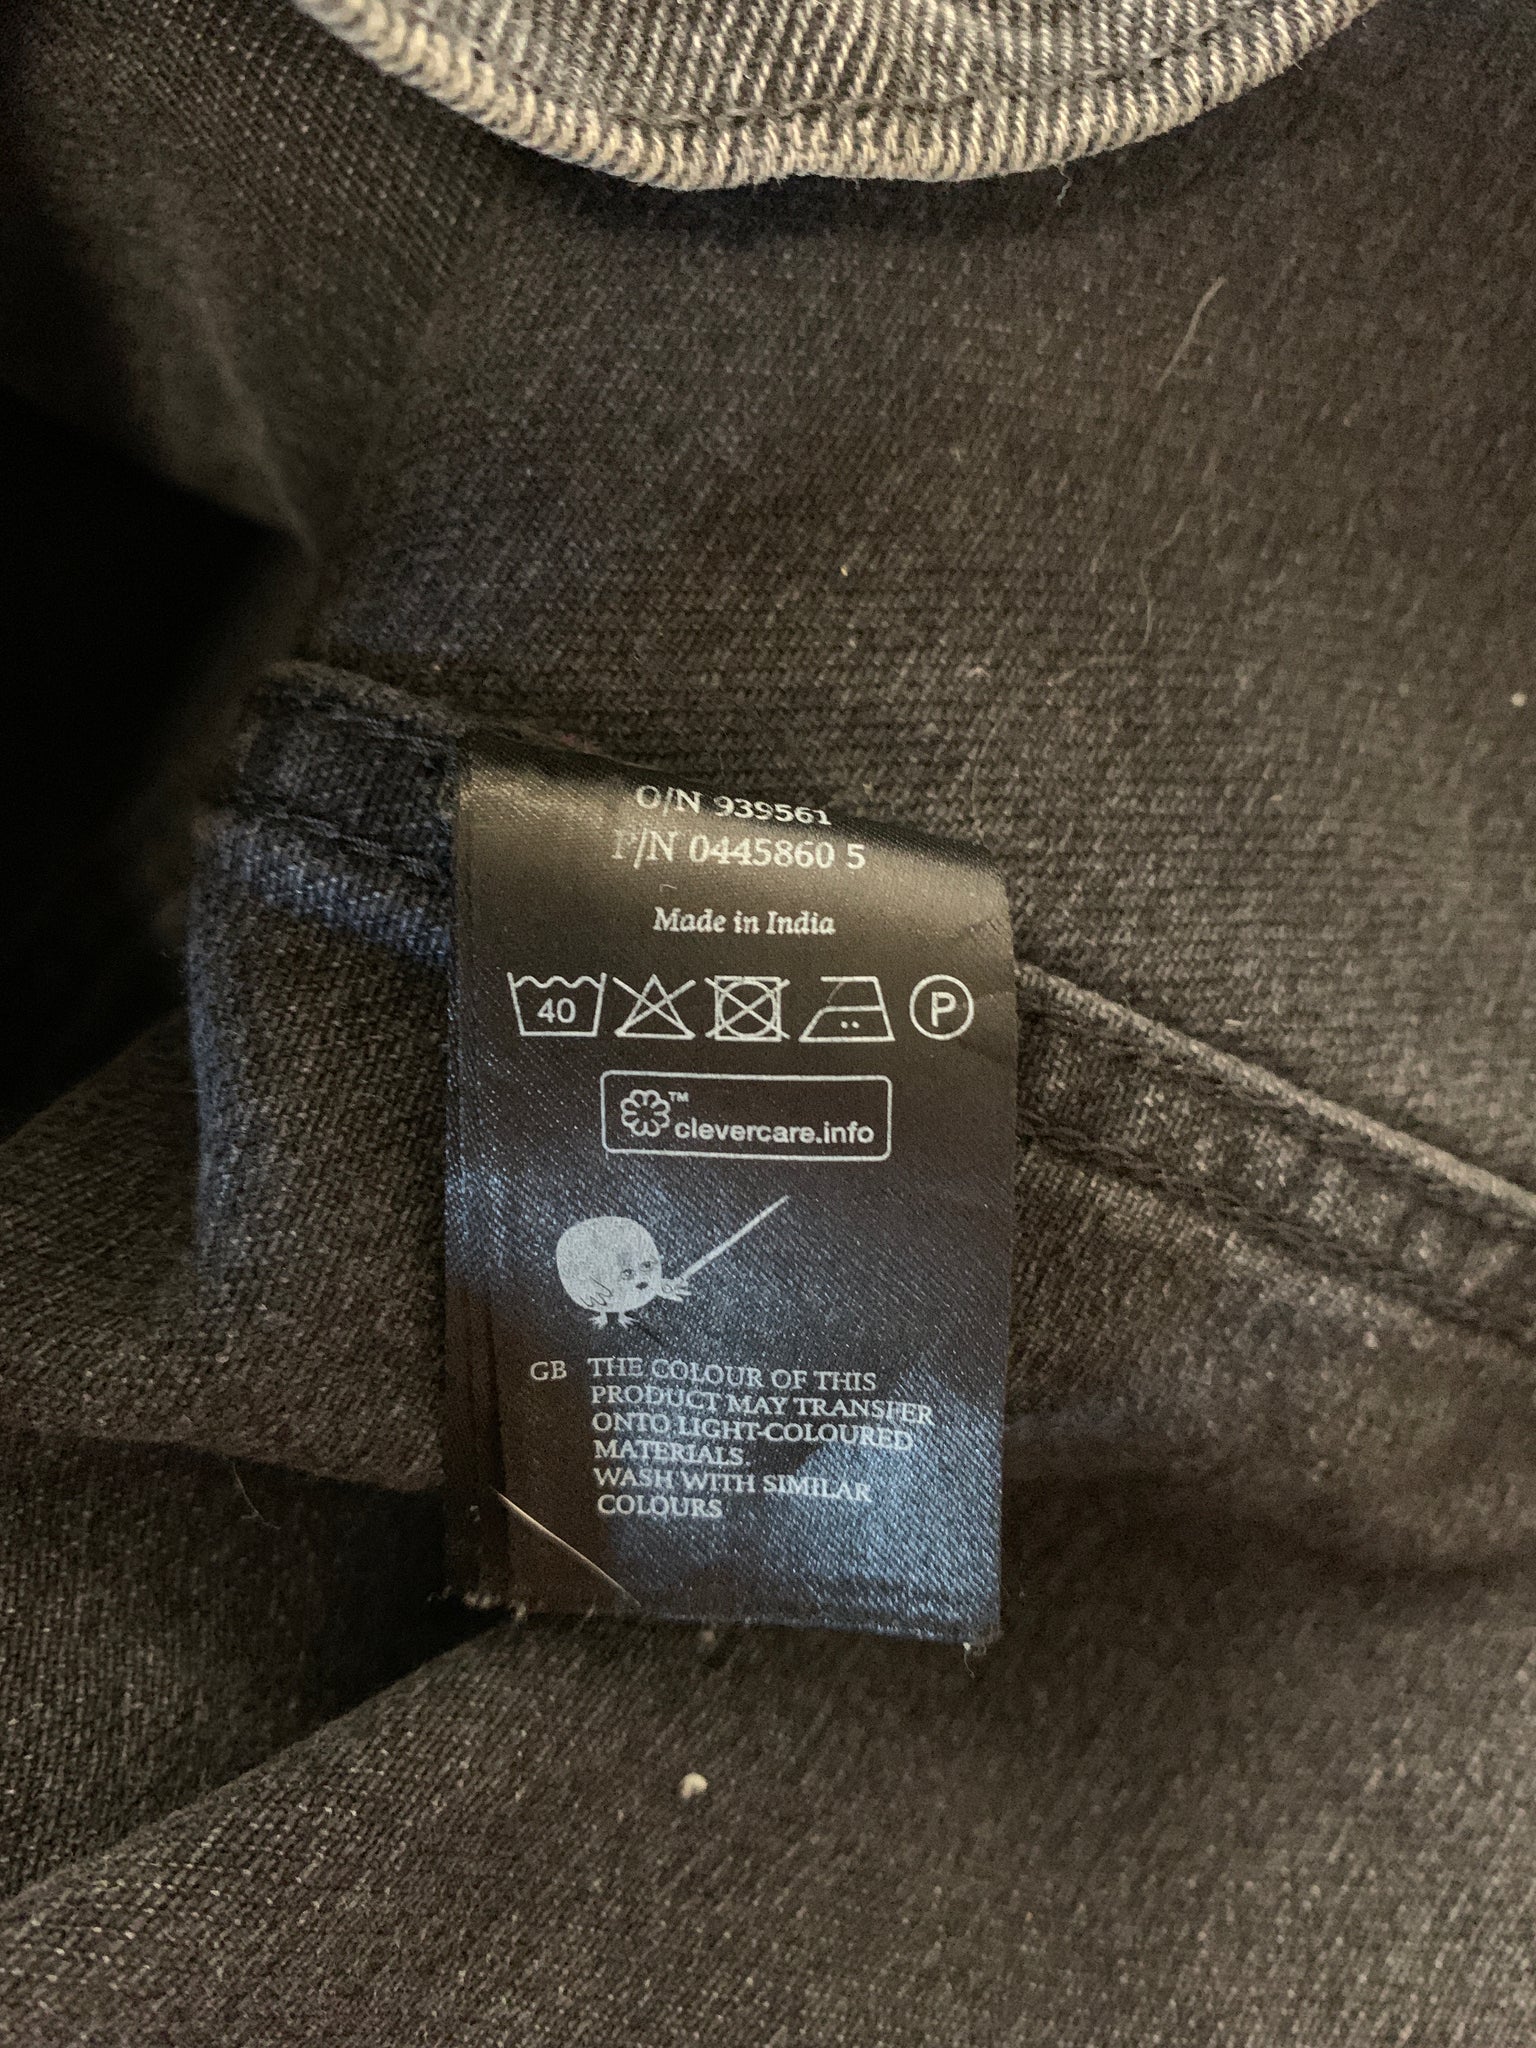 O/N 939561
P/N 0445860 5
Made in India
40
P
™
clevercare.info
GB THE COLOUR OF THIS
PRODUCT MAY TRANSFER
ONTO LIGHT-COLOURED
MATERIALS.
WASH WITH SIMILAR
COLOURS